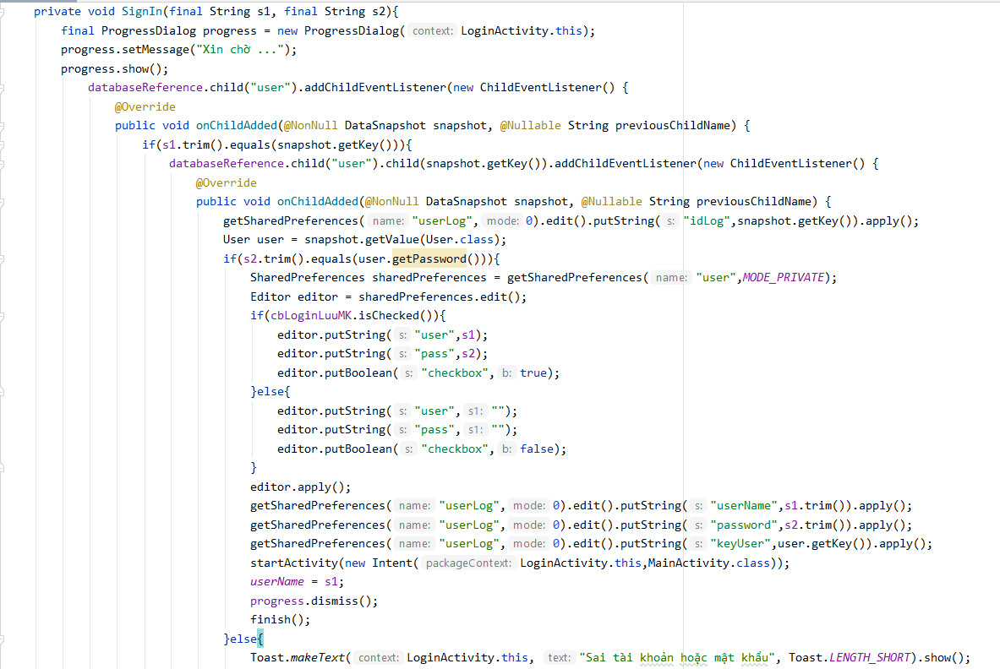 private void SignIn(final String s1, final String s2){
final ProgressDialog progress = new ProgressDialog( context: LoginActivity.this);
progress.setMessage("Xin chờ ...");
progress.show();
databaseReference.child("user").addChildEventListener(new ChildEventListener() {
@Override
public void onChildAdded(@NonNull DataSnapshot snapshot, @Nullable String previousChildName) {
if(s1.trim().equals(snapshot.getKey())){
databaseReference.child("user").child(snapshot.getKey()).addChildEventListener(new ChildEventListener() {
@Override
public void onChildAdded(@NonNull DataSnapshot snapshot, @Nullable String previousChildName) {
getSharedPreferences( name: "userLog", mode: 0).edit().putString( s: "idLog",snapshot.getKey()).apply();
User user = snapshot.getValue(User.class);
if(s2.trim().equals(user.getPassword())){
SharedPreferences sharedPreferences = getSharedPreferences( name: "user",MODE_PRIVATE);
Editor editor = sharedPreferences.edit();
if(cbLoginLuuMK.isChecked()){
editor.putString( s: "user",s1);
editor.putString( s: "pass",s2);
editor.putBoolean( s: "checkbox", b: true);
}else{
editor.putString( s: "user", s1: "");
editor.putString( s: "pass", s1: "");
editor.putBoolean( s: "checkbox", b: false);
}
editor.apply();
getSharedPreferences( name: "userLog", mode: 0).edit().putString( s: "userName",s1.trim()).apply();
getSharedPreferences( name: "userLog", mode: 0).edit().putString( s: "password",s2.trim()).apply();
getSharedPreferences( name: "userLog", mode: 0).edit().putString( s: "keyUser",user.getKey()).apply();
startActivity(new Intent( packageContext: LoginActivity.this,MainActivity.class));
userName = s1;
progress.dismiss();
finish();
}else{
Toast.makeText( context: LoginActivity.this, text: "Sai tài khoản hoặc mật khẩu", Toast.LENGTH_SHORT).show();